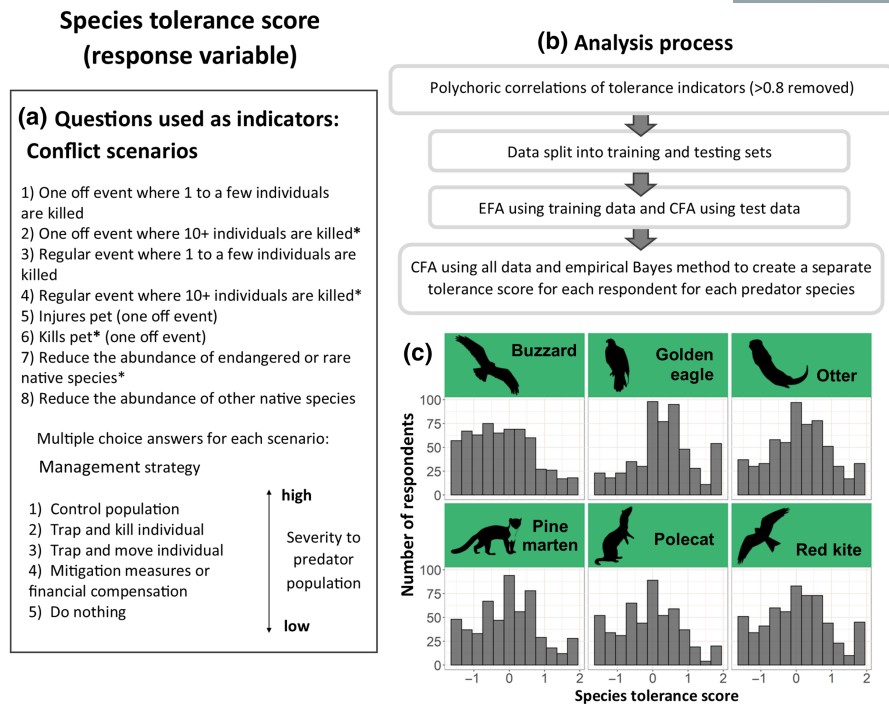 Species tolerance score
(response variable)
(a) Questions used as indicators:
Conflict scenarios
1) One off event where 1 to a few individuals
are killed
2) One off event where 10+ individuals are killed*
3) Regular event where 1 to a few individuals are
killed
4) Regular event where 10+ individuals are killed*
5) Injures pet (one off event)
6) Kills pet* (one off event)
7) Reduce the abundance of endangered or rare
native species*
8) Reduce the abundance of other native species
Multiple choice answers for each scenario:
Management strategy
1) Control population
2) Trap and kill individual
3) Trap and move individual
4) Mitigation measures or
financial compensation
5) Do nothing
high
Severity to
predator
population
low
(b) Analysis process
Polychoric correlations of tolerance indicators (>0.8 removed)
Data split into training and testing sets
EFA using training data and CFA using test data
CFA using all data and empirical Bayes method to create a separate
tolerance score for each respondent for each predator species
(c)
Buzzard
Golden
eagle
Otter
100
75
50
25
0
Number of respondents
Pine
marten
Polecat
Red kite
100
75
50
25
0
−1 0 1 2
−1 0 1 2
−1 0 1 2
Species tolerance score